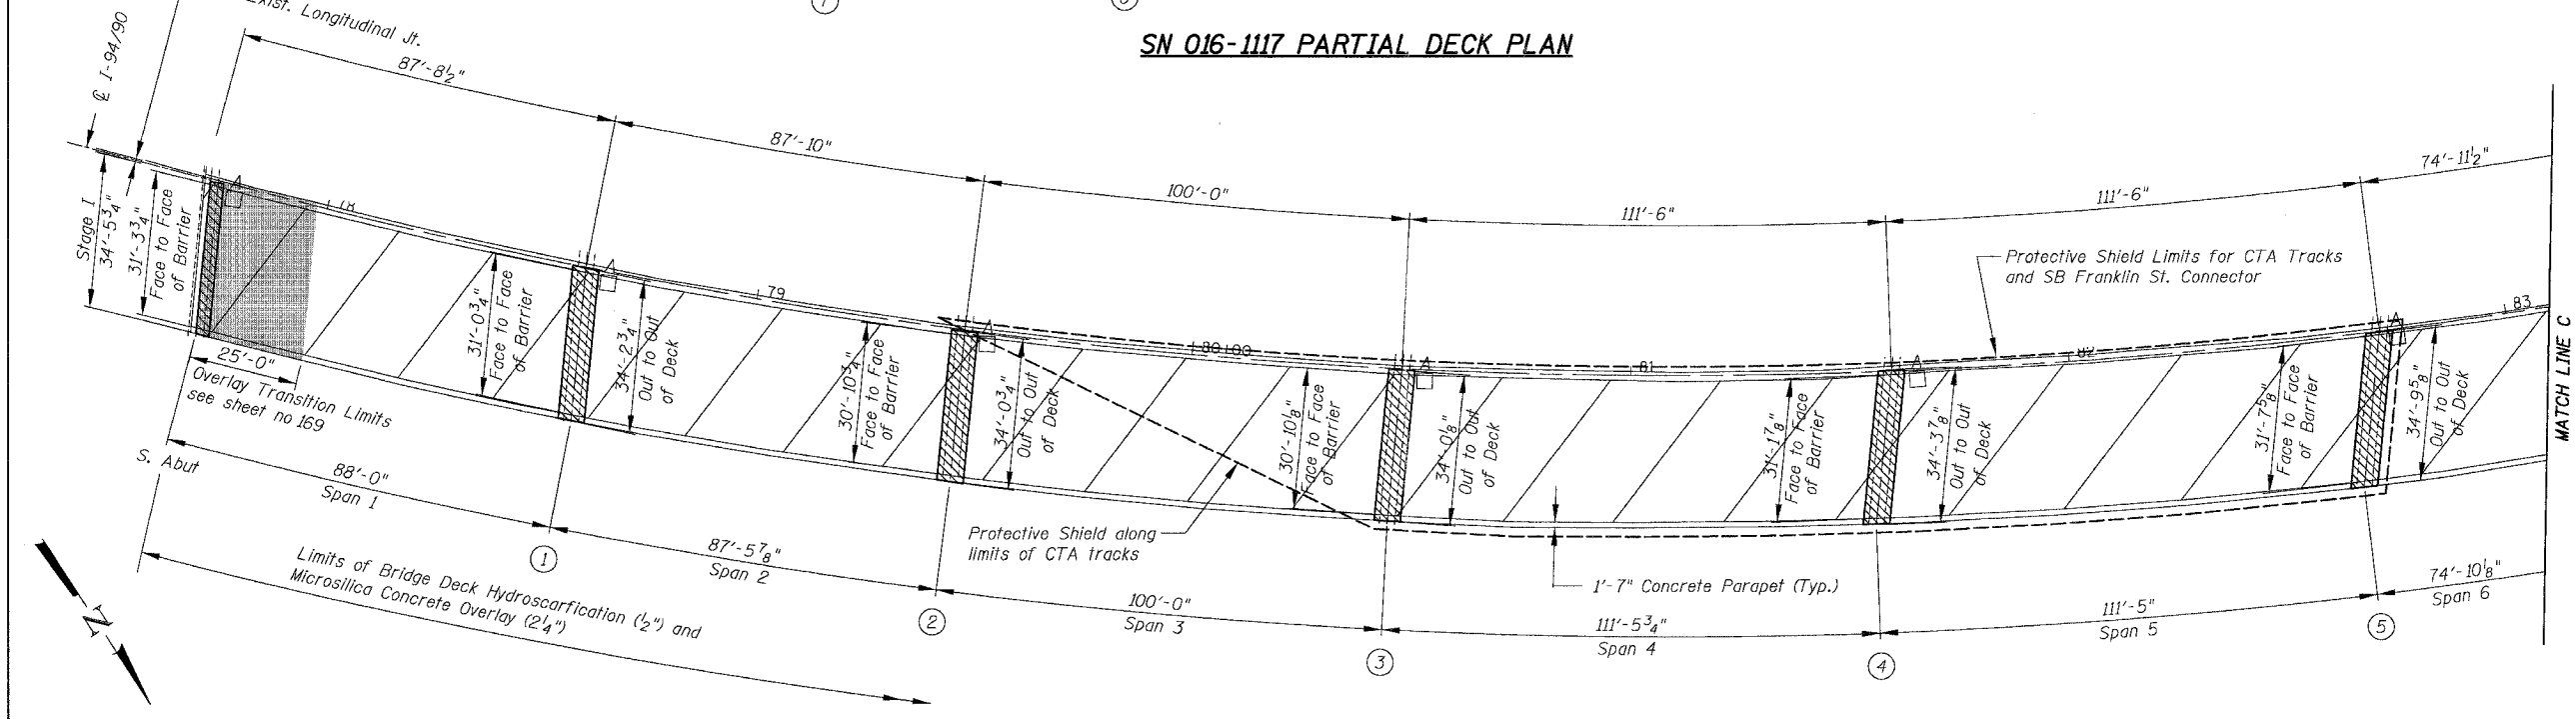 SN 016-1117 PARTIAL DECK PLAN
Exist. Longitudinal Jt.
℄ I-94/90
87'-8½"
87'-10"
100'-0"
111'-6"
111'-6"
74'-11½"
Stage I
34'-5¾"
31'-3¾"
Face to Face
of Barrier
78
31'-0¾"
Face to Face
of Barrier
34'-2¾"
Out to Out
of Deck
79
30'-10¾"
Face to Face
of Barrier
34'-0¾"
Out to Out
of Deck
80+00
30'-10⅛"
Face to Face
of Barrier
34'-0⅛"
Out to Out
of Deck
81
31'-1⅞"
Face to Face
of Barrier
34'-3⅞"
Out to Out
of Deck
82
31'-7⅝"
Face to Face
of Barrier
34'-9⅝"
Out to Out
of Deck
83
MATCH LINE C
Protective Shield Limits for CTA Tracks
and SB Franklin St. Connector
25'-0"
Overlay Transition Limits
see sheet no 169
S. Abut
88'-0"
Span 1
1
87'-5⅞"
Span 2
2
100'-0"
Span 3
3
111'-5¾"
Span 4
4
111'-5"
Span 5
5
74'-10⅛"
Span 6
Protective Shield along
limits of CTA tracks
1'-7" Concrete Parapet (Typ.)
Limits of Bridge Deck Hydroscarfication (½") and
Microsilica Concrete Overlay (2¼")
N